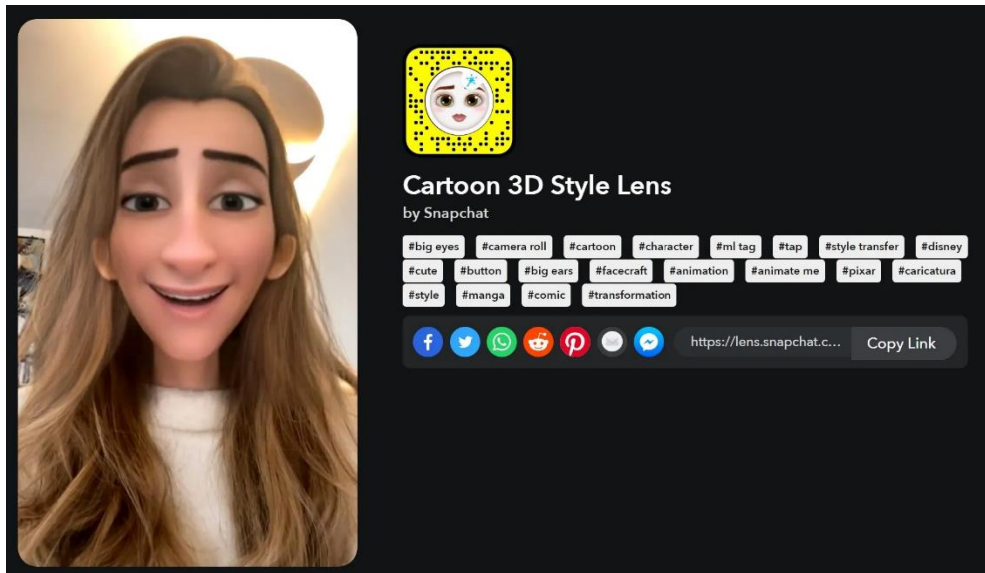 Cartoon 3D Style Lens
by Snapchat
#big eyes #camera roll #cartoon #character #ml tag #tap #style transfer #disney
#cute #button #big ears #facecraft #animation #animate me #pixar #caricatura
#style #manga #comic #transformation
https://lens.snapchat.c... Copy Link